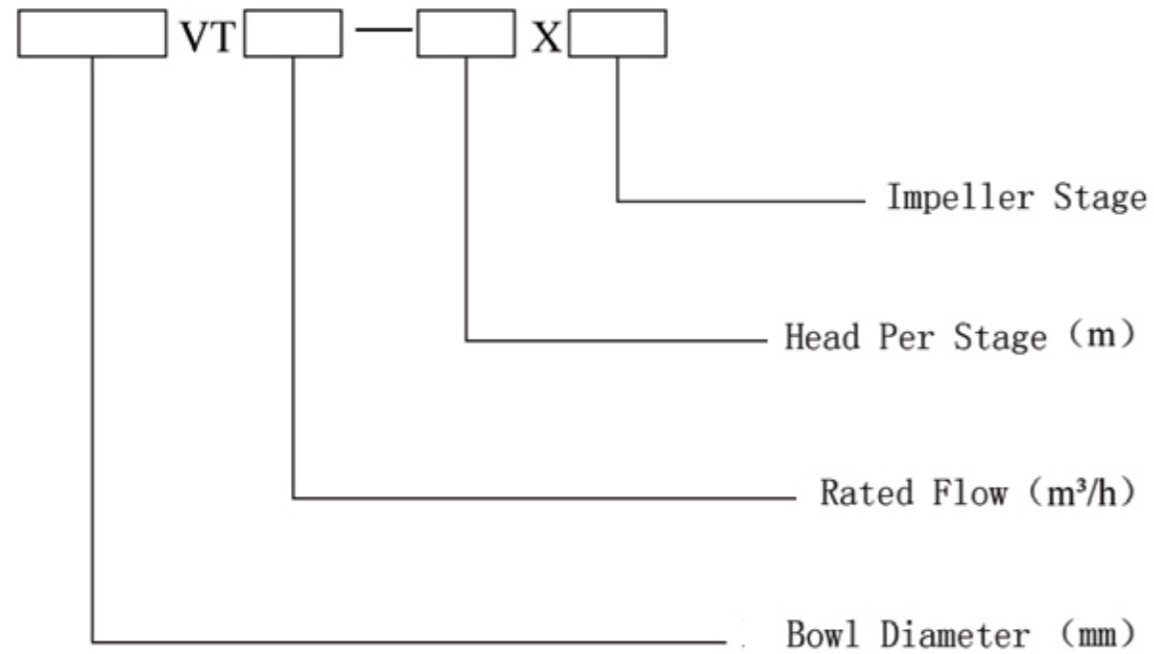 VT — X
Impeller Stage
Head Per Stage（m）
Rated Flow（m³/h）
Bowl Diameter （mm）